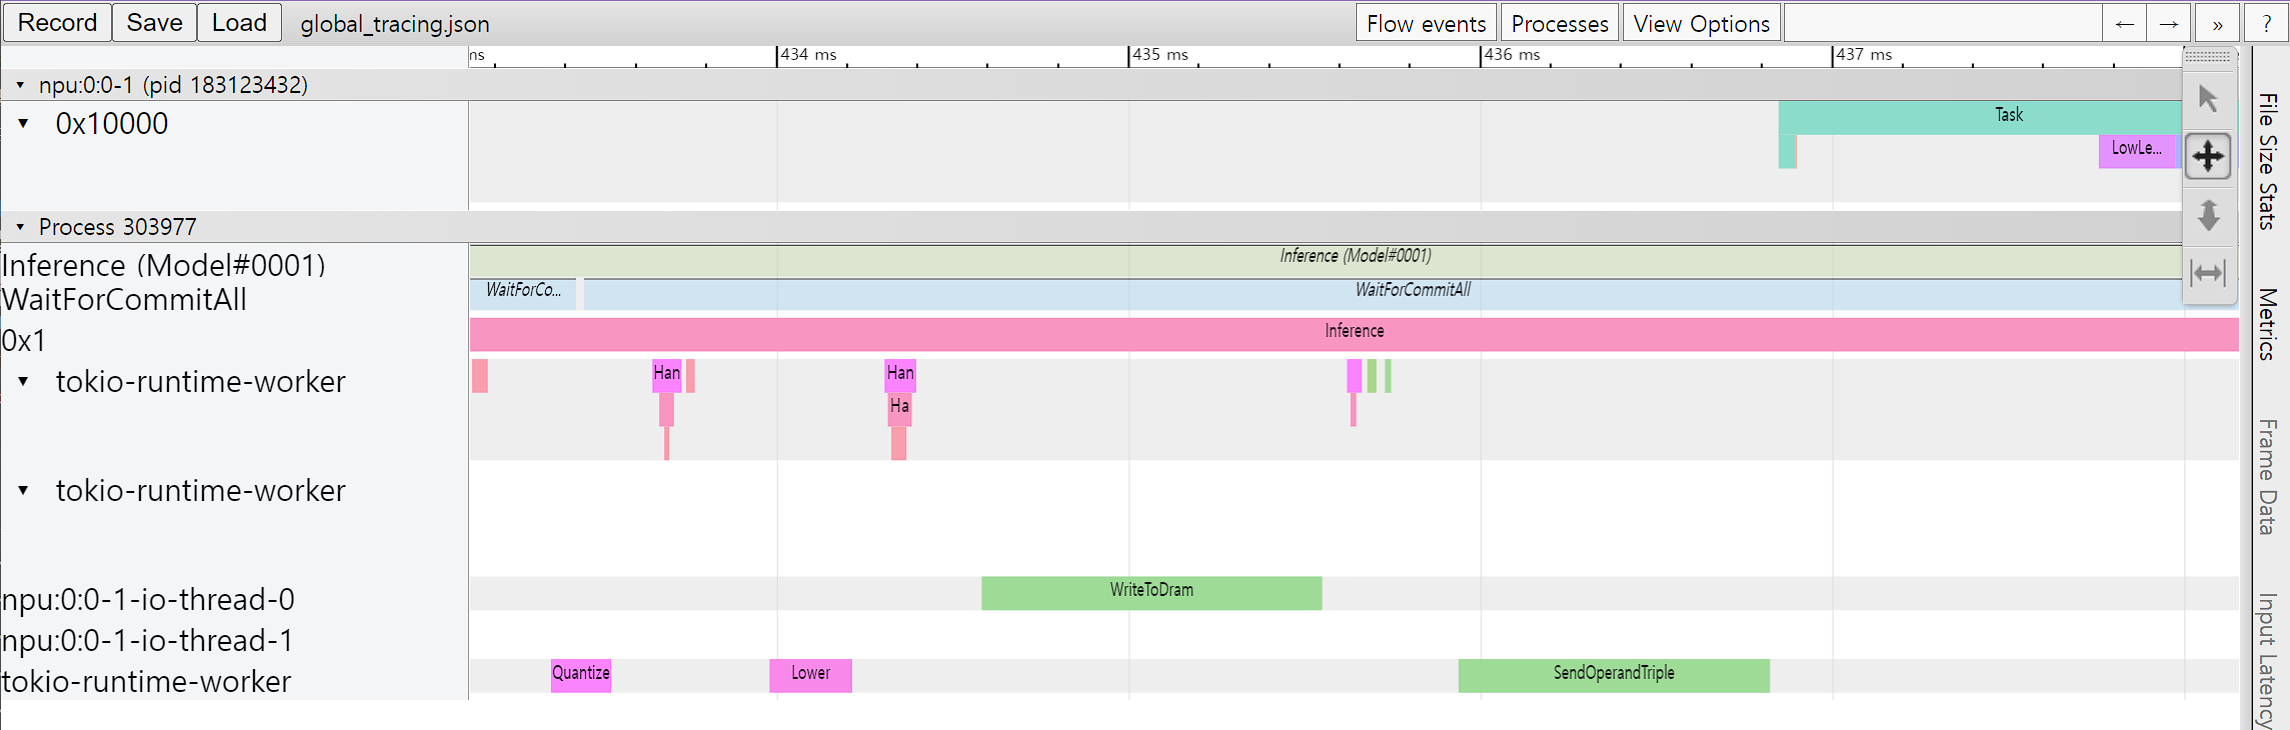 Record Save Load global_tracing.json Flow events Processes View Options ← → » ?
ns 434 ms 435 ms 436 ms 437 ms
npu:0:0-1 (pid 183123432)
0x10000 Task
LowLe...
Process 303977
Inference (Model#0001) Inference (Model#0001)
WaitForCommitAll WaitForCo... WaitForCommitAll
0x1 Inference
tokio-runtime-worker Han Han
Ha
tokio-runtime-worker
npu:0:0-1-io-thread-0 WriteToDram
npu:0:0-1-io-thread-1
tokio-runtime-worker Quantize Lower SendOperandTriple
File Size Stats
Metrics
Frame Data
Input Latency